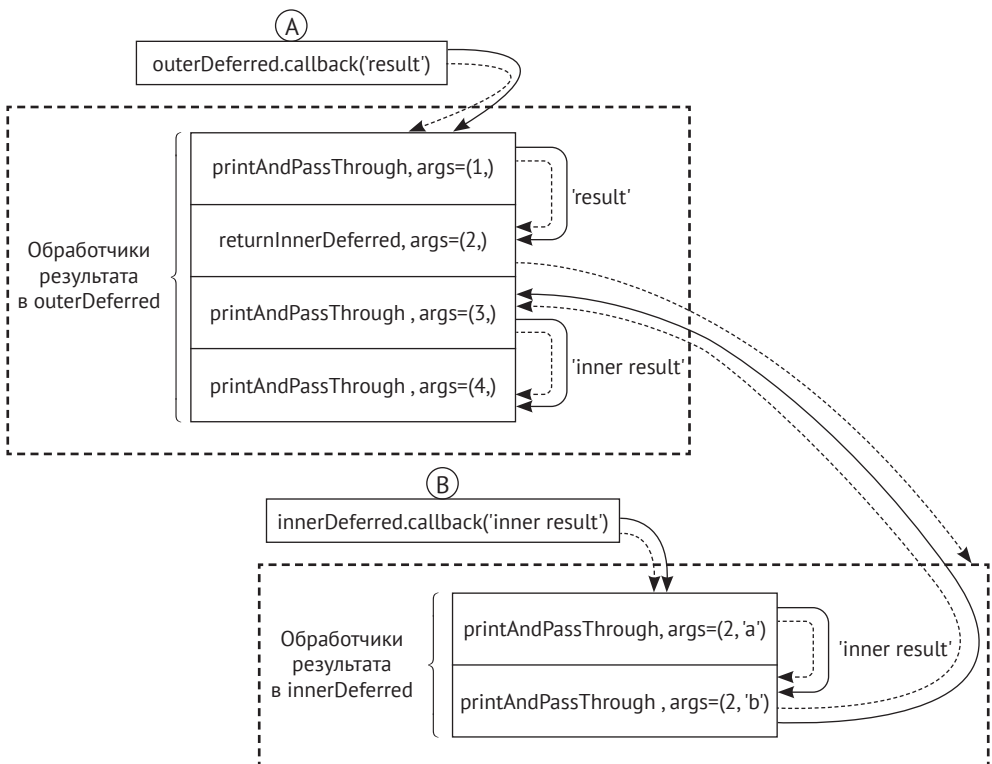 A
outerDeferred.callback('result')
printAndPassThrough, args=(1,)
'result'
returnInnerDeferred, args=(2,)
Обработчики
результата
в outerDeferred
printAndPassThrough , args=(3,)
'inner result'
printAndPassThrough , args=(4,)
B
innerDeferred.callback('inner result')
printAndPassThrough, args=(2, 'a')
'inner result'
Обработчики
результата
в innerDeferred
printAndPassThrough , args=(2, 'b')